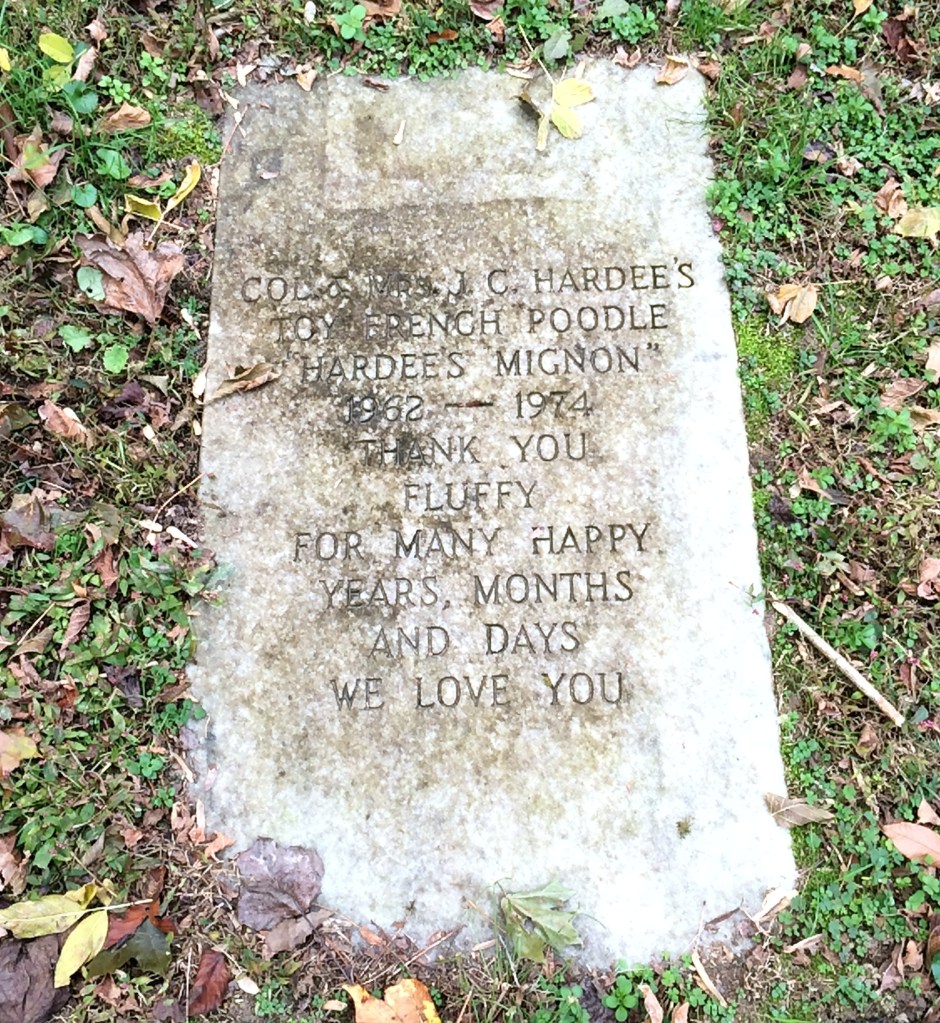 COL. & MRS. J. C. HARDEE'S
TOY FRENCH POODLE
"HARDEE'S MIGNON"
1962 — 1974
THANK YOU
FLUFFY
FOR MANY HAPPY
YEARS, MONTHS
AND DAYS
WE LOVE YOU